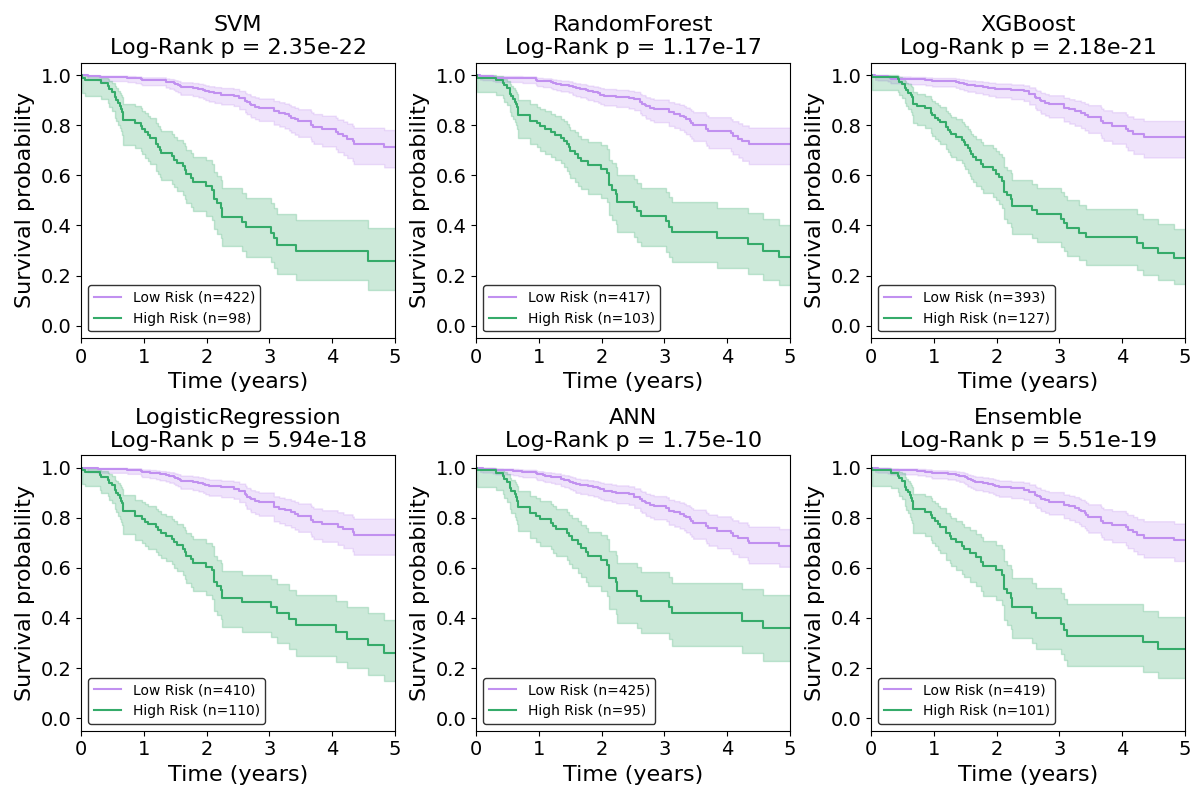 SVM
Log-Rank p = 2.35e-22
Survival probability
1.0
0.8
0.6
0.4
0.2
0.0
Low Risk (n=422)
High Risk (n=98)
0 1 2 3 4 5
Time (years)
RandomForest
Log-Rank p = 1.17e-17
Survival probability
1.0
0.8
0.6
0.4
0.2
0.0
Low Risk (n=417)
High Risk (n=103)
0 1 2 3 4 5
Time (years)
XGBoost
Log-Rank p = 2.18e-21
Survival probability
1.0
0.8
0.6
0.4
0.2
0.0
Low Risk (n=393)
High Risk (n=127)
0 1 2 3 4 5
Time (years)
LogisticRegression
Log-Rank p = 5.94e-18
Survival probability
1.0
0.8
0.6
0.4
0.2
0.0
Low Risk (n=410)
High Risk (n=110)
0 1 2 3 4 5
Time (years)
ANN
Log-Rank p = 1.75e-10
Survival probability
1.0
0.8
0.6
0.4
0.2
0.0
Low Risk (n=425)
High Risk (n=95)
0 1 2 3 4 5
Time (years)
Ensemble
Log-Rank p = 5.51e-19
Survival probability
1.0
0.8
0.6
0.4
0.2
0.0
Low Risk (n=419)
High Risk (n=101)
0 1 2 3 4 5
Time (years)